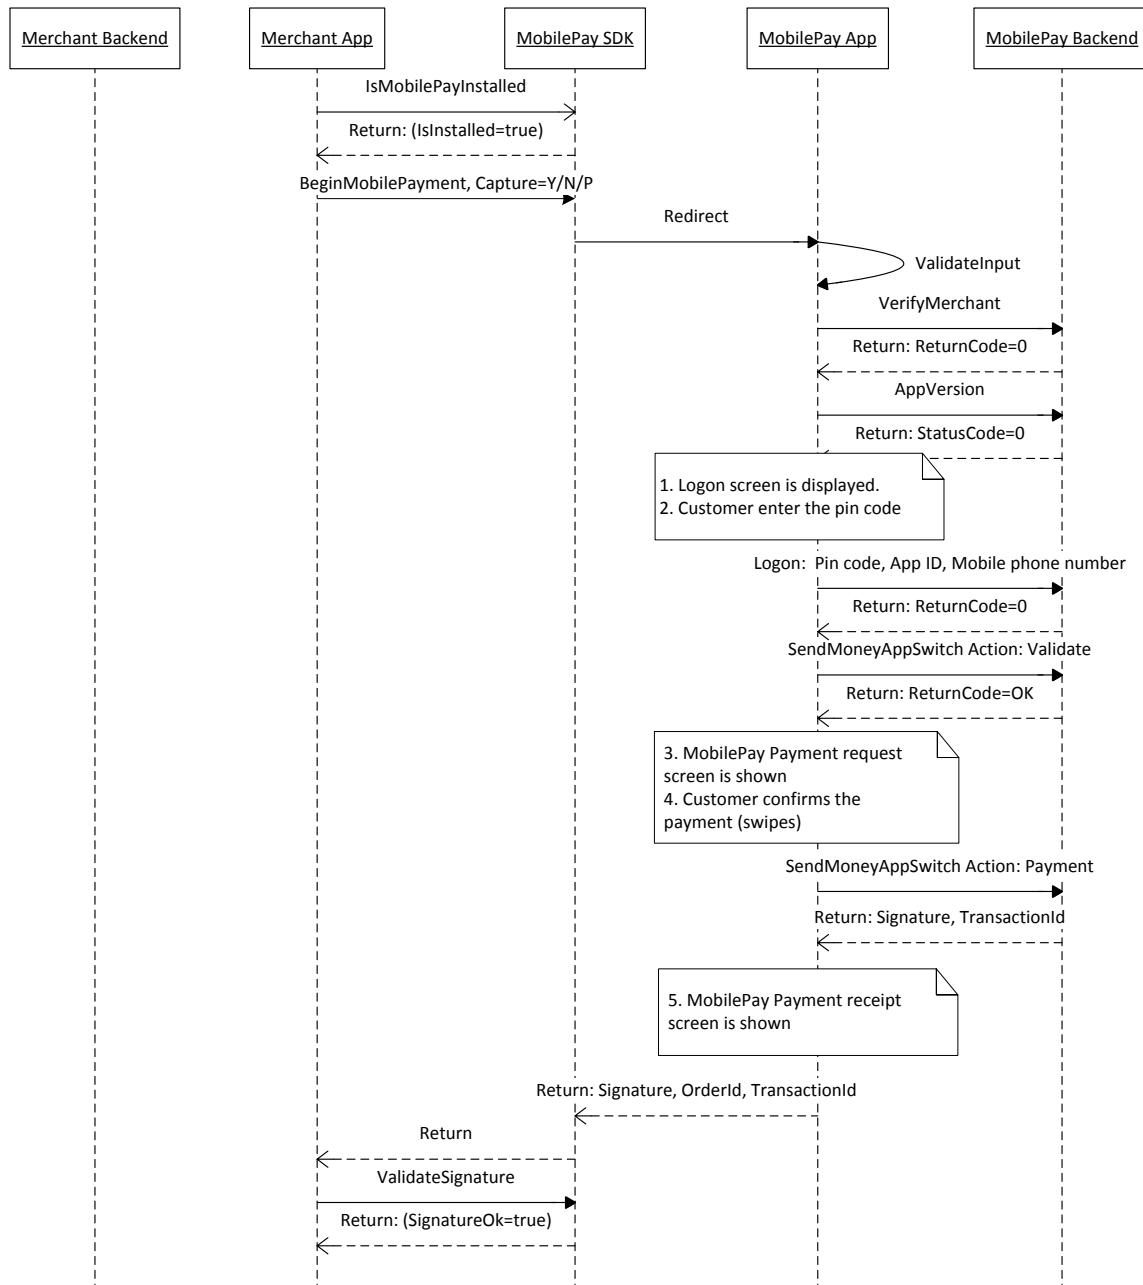 Merchant Backend
Merchant App
MobilePay SDK
MobilePay App
MobilePay Backend
IsMobilePayInstalled
Return: (IsInstalled=true)
BeginMobilePayment, Capture=Y/N/P
Redirect
ValidateInput
VerifyMerchant
Return: ReturnCode=0
AppVersion
Return: StatusCode=0
1. Logon screen is displayed.
2. Customer enter the pin code
Logon:  Pin code, App ID, Mobile phone number
Return: ReturnCode=0
SendMoneyAppSwitch Action: Validate
Return: ReturnCode=OK
3. MobilePay Payment request
screen is shown
4. Customer confirms the
payment (swipes)
SendMoneyAppSwitch Action: Payment
Return: Signature, TransactionId
5. MobilePay Payment receipt
screen is shown
Return: Signature, OrderId, TransactionId
Return
ValidateSignature
Return: (SignatureOk=true)